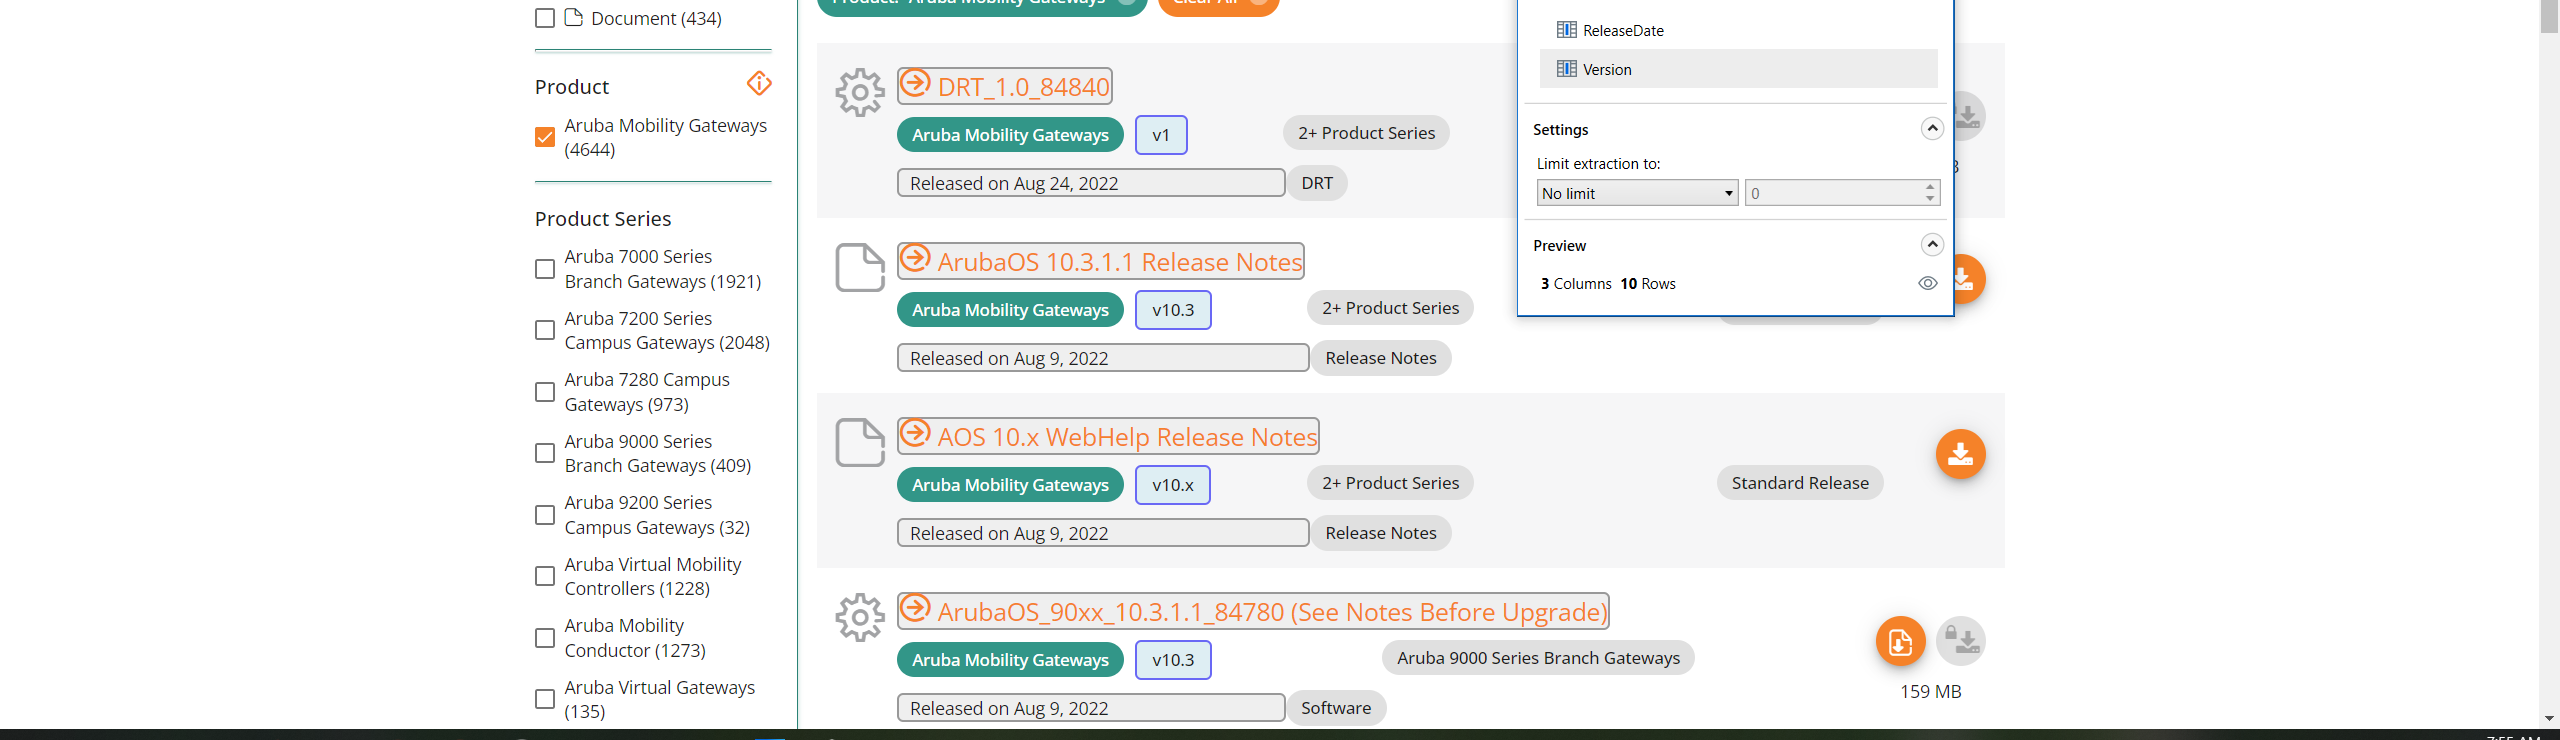 Document (434)
Product
Aruba Mobility Gateways
(4644)
Product Series
Aruba 7000 Series
Branch Gateways (1921)
Aruba 7200 Series
Campus Gateways (2048)
Aruba 7280 Campus
Gateways (973)
Aruba 9000 Series
Branch Gateways (409)
Aruba 9200 Series
Campus Gateways (32)
Aruba Virtual Mobility
Controllers (1228)
Aruba Mobility
Conductor (1273)
Aruba Virtual Gateways
(135)
Product: Aruba Mobility Gateways
Clear All
DRT_1.0_84840
Aruba Mobility Gateways v1 2+ Product Series
Released on Aug 24, 2022 DRT
ArubaOS 10.3.1.1 Release Notes
Aruba Mobility Gateways v10.3 2+ Product Series
Released on Aug 9, 2022 Release Notes
AOS 10.x WebHelp Release Notes
Aruba Mobility Gateways v10.x 2+ Product Series Standard Release
Released on Aug 9, 2022 Release Notes
ArubaOS_90xx_10.3.1.1_84780 (See Notes Before Upgrade)
Aruba Mobility Gateways v10.3 Aruba 9000 Series Branch Gateways
159 MB
Released on Aug 9, 2022 Software
ReleaseDate
Version
Settings
Limit extraction to:
No limit 0
Preview
3 Columns 10 Rows